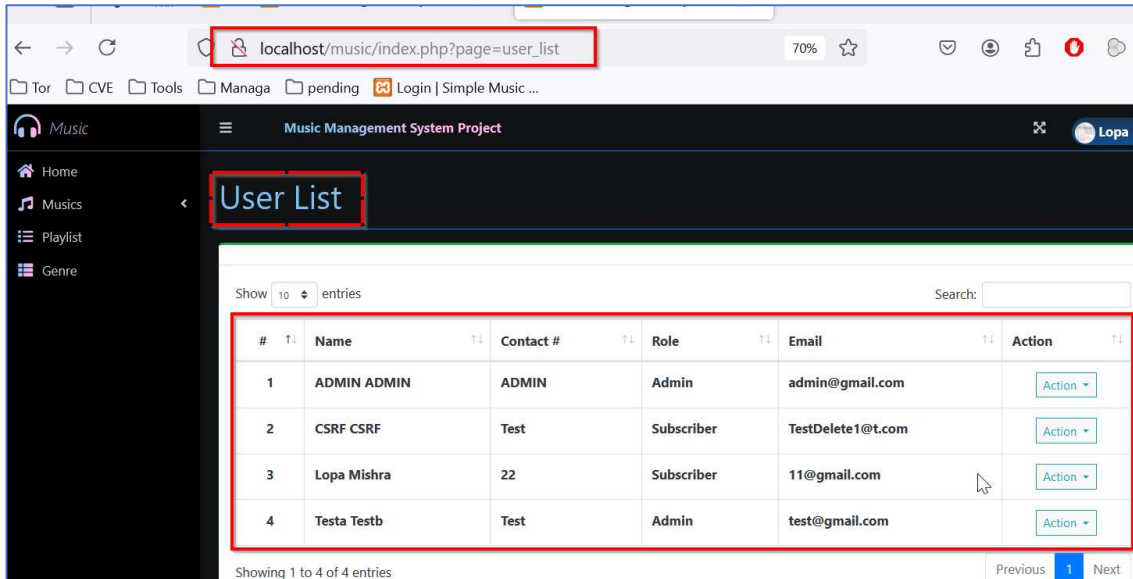 localhost/music/index.php?page=user_list 70%
Tor CVE Tools Managa pending Login | Simple Music ...
Music Music Management System Project Lopa
Home
Musics
Playlist
Genre
User List
Show 10 entries Search:
# Name Contact # Role Email Action
1 ADMIN ADMIN ADMIN Admin admin@gmail.com Action
2 CSRF CSRF Test Subscriber TestDelete1@t.com Action
3 Lopa Mishra 22 Subscriber 11@gmail.com Action
4 Testa Testb Test Admin test@gmail.com Action
Showing 1 to 4 of 4 entries Previous 1 Next